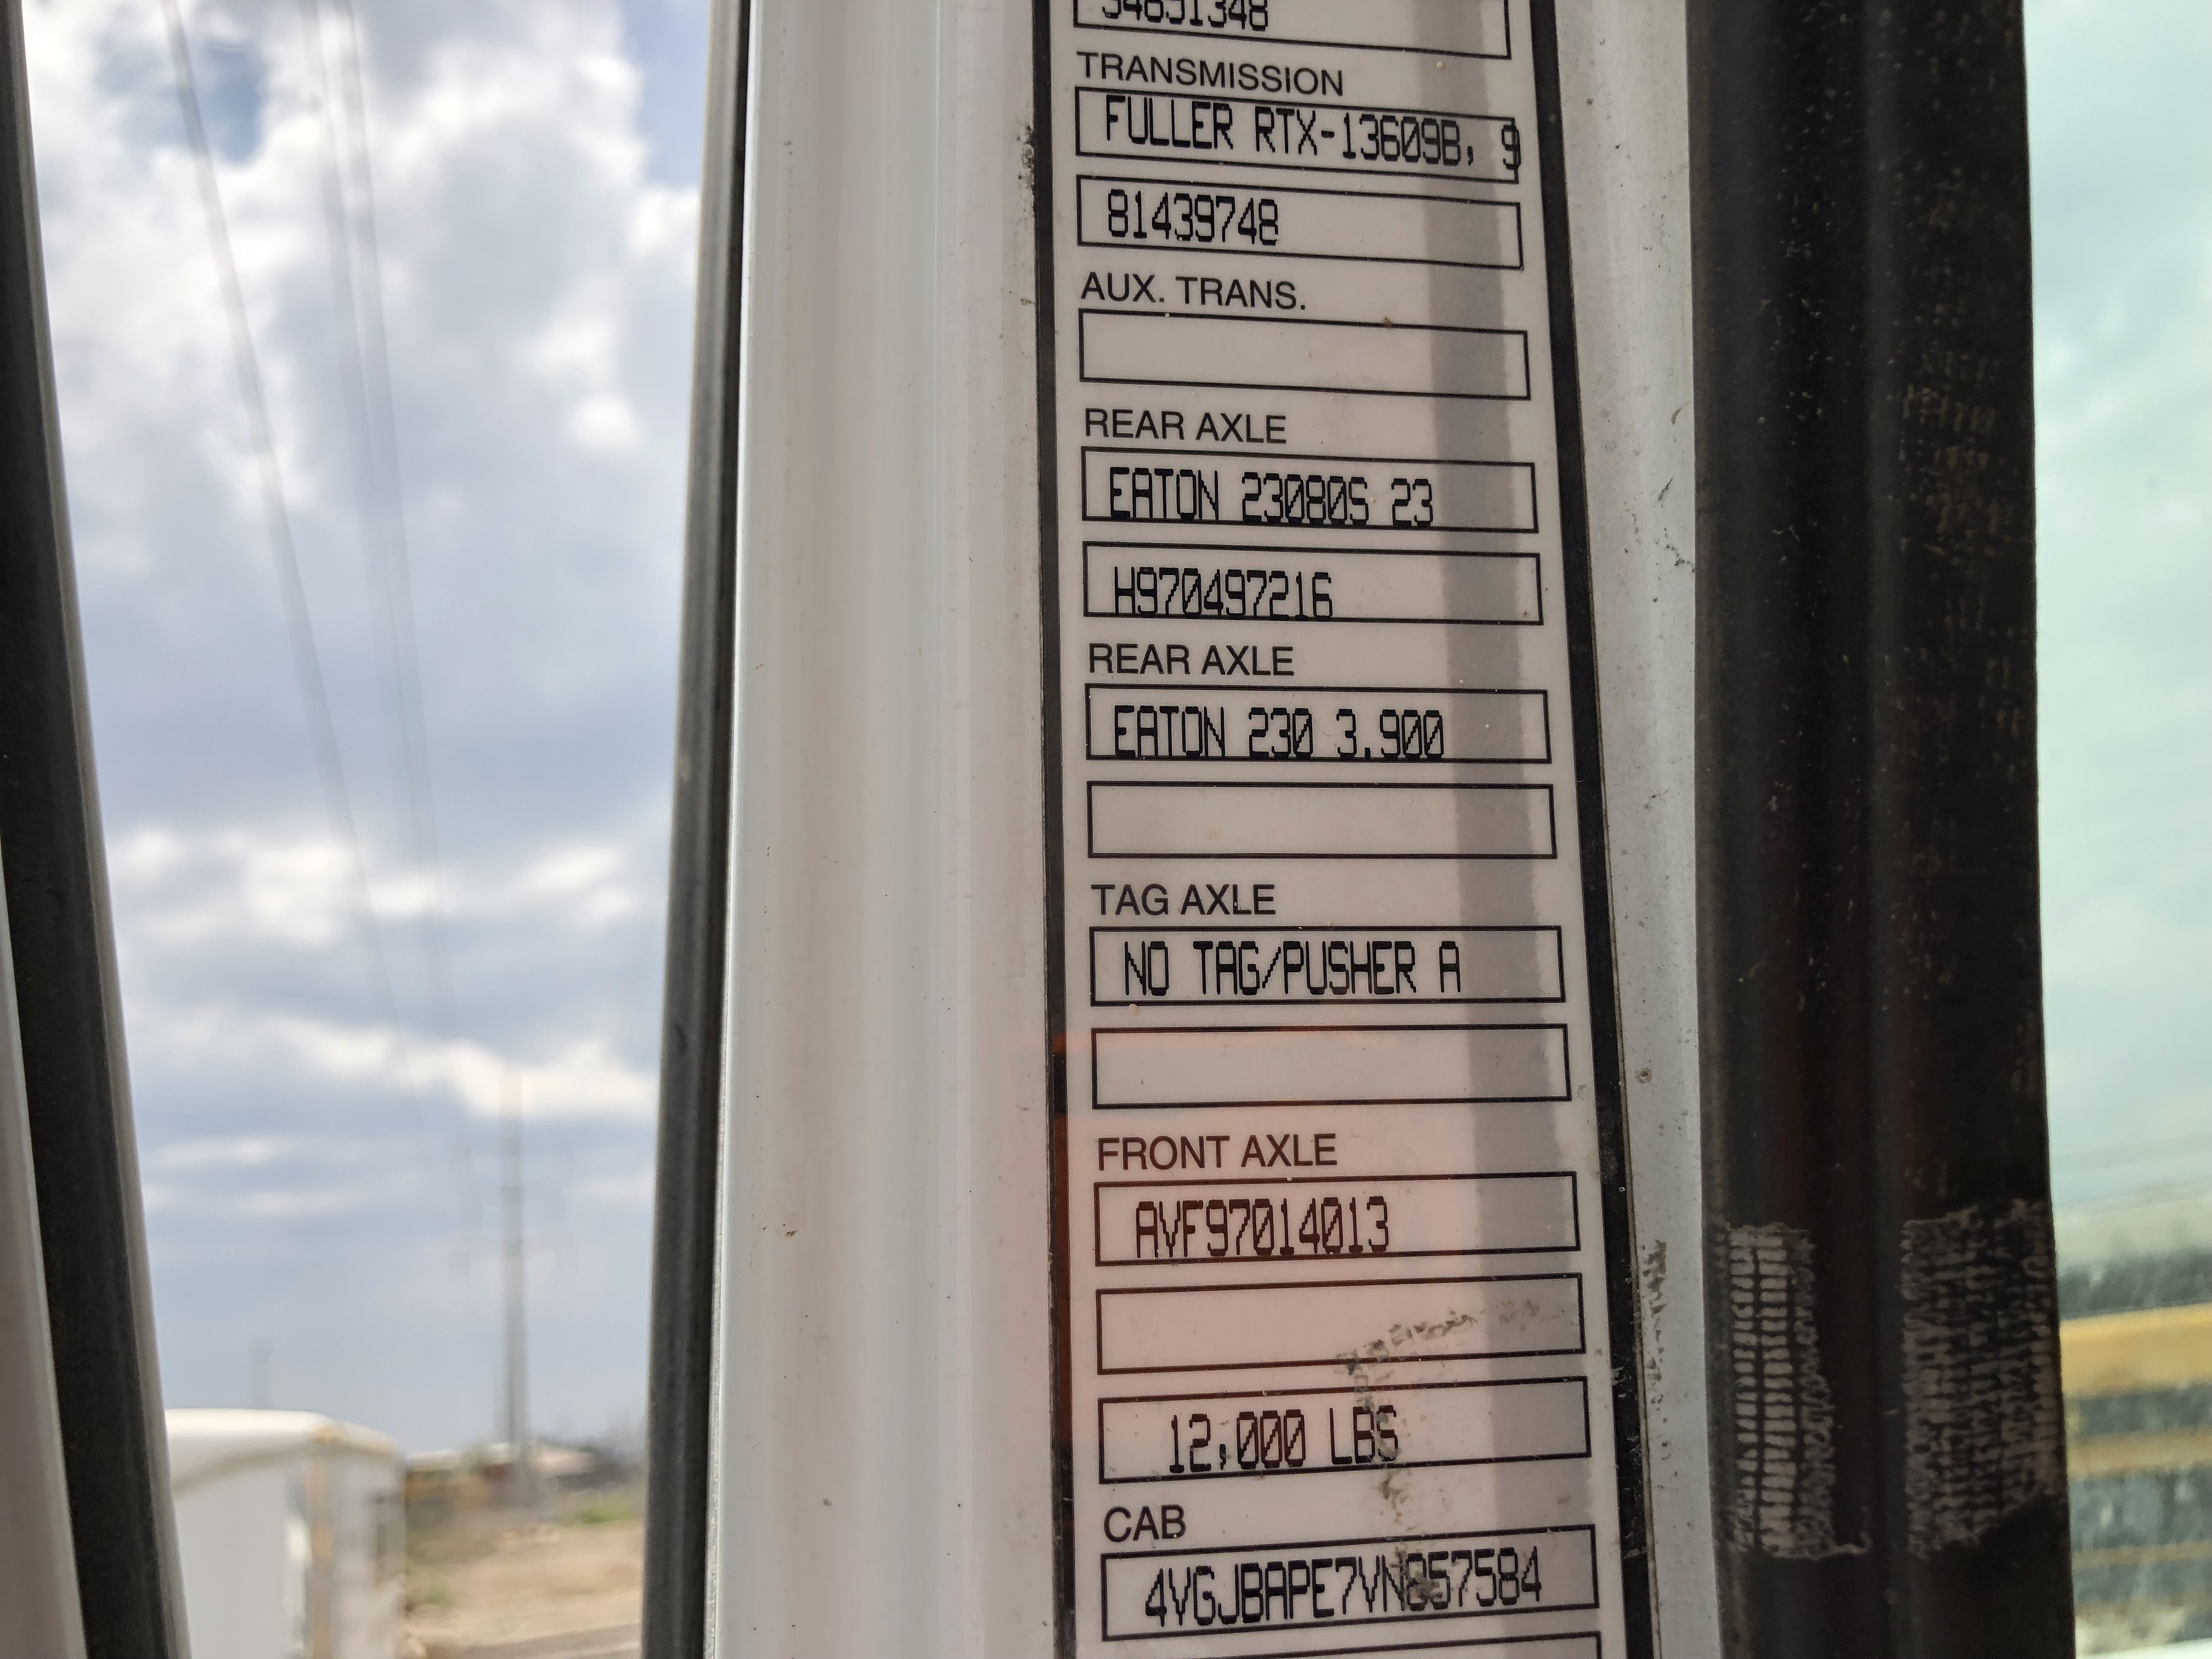 34691348
TRANSMISSION
FULLER RTX-13609B, 9
81439748
AUX. TRANS.
REAR AXLE
EATON 23080S 23
H970497216
REAR AXLE
EATON 230 3.900
TAG AXLE
NO TAG/PUSHER A
FRONT AXLE
AVF97014013
12,000 LBS
CAB
4VGJBAPE7VN857584